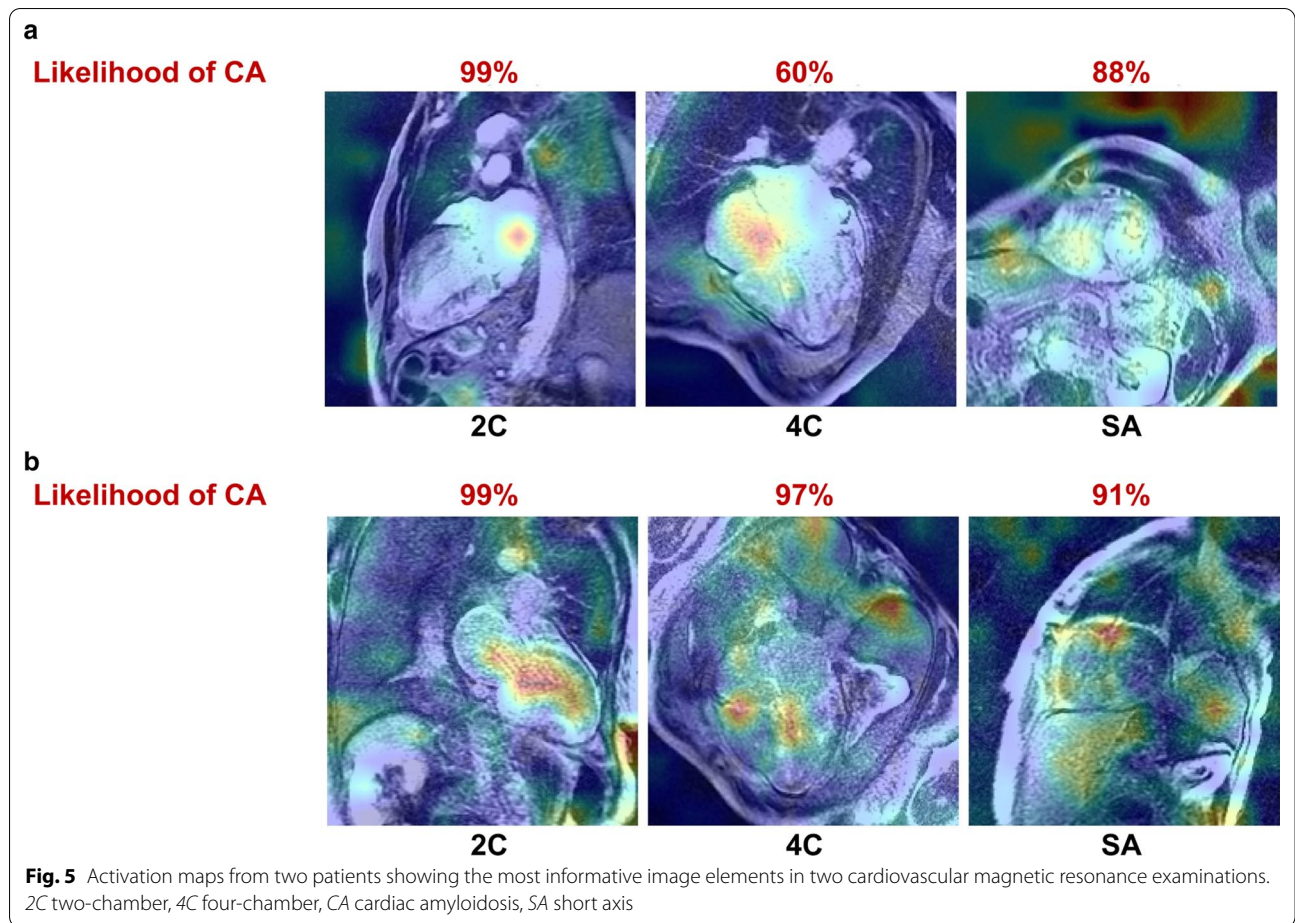 a
Likelihood of CA 99% 60% 88%
2C 4C SA
b
Likelihood of CA 99% 97% 91%
2C 4C SA
Fig. 5 Activation maps from two patients showing the most informative image elements in two cardiovascular magnetic resonance examinations.
2C two-chamber, 4C four-chamber, CA cardiac amyloidosis, SA short axis